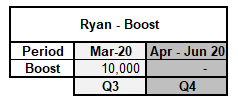 Ryan - Boost
Period Mar-20 Apr - Jun 20
Boost 10,000 -
Q3 Q4